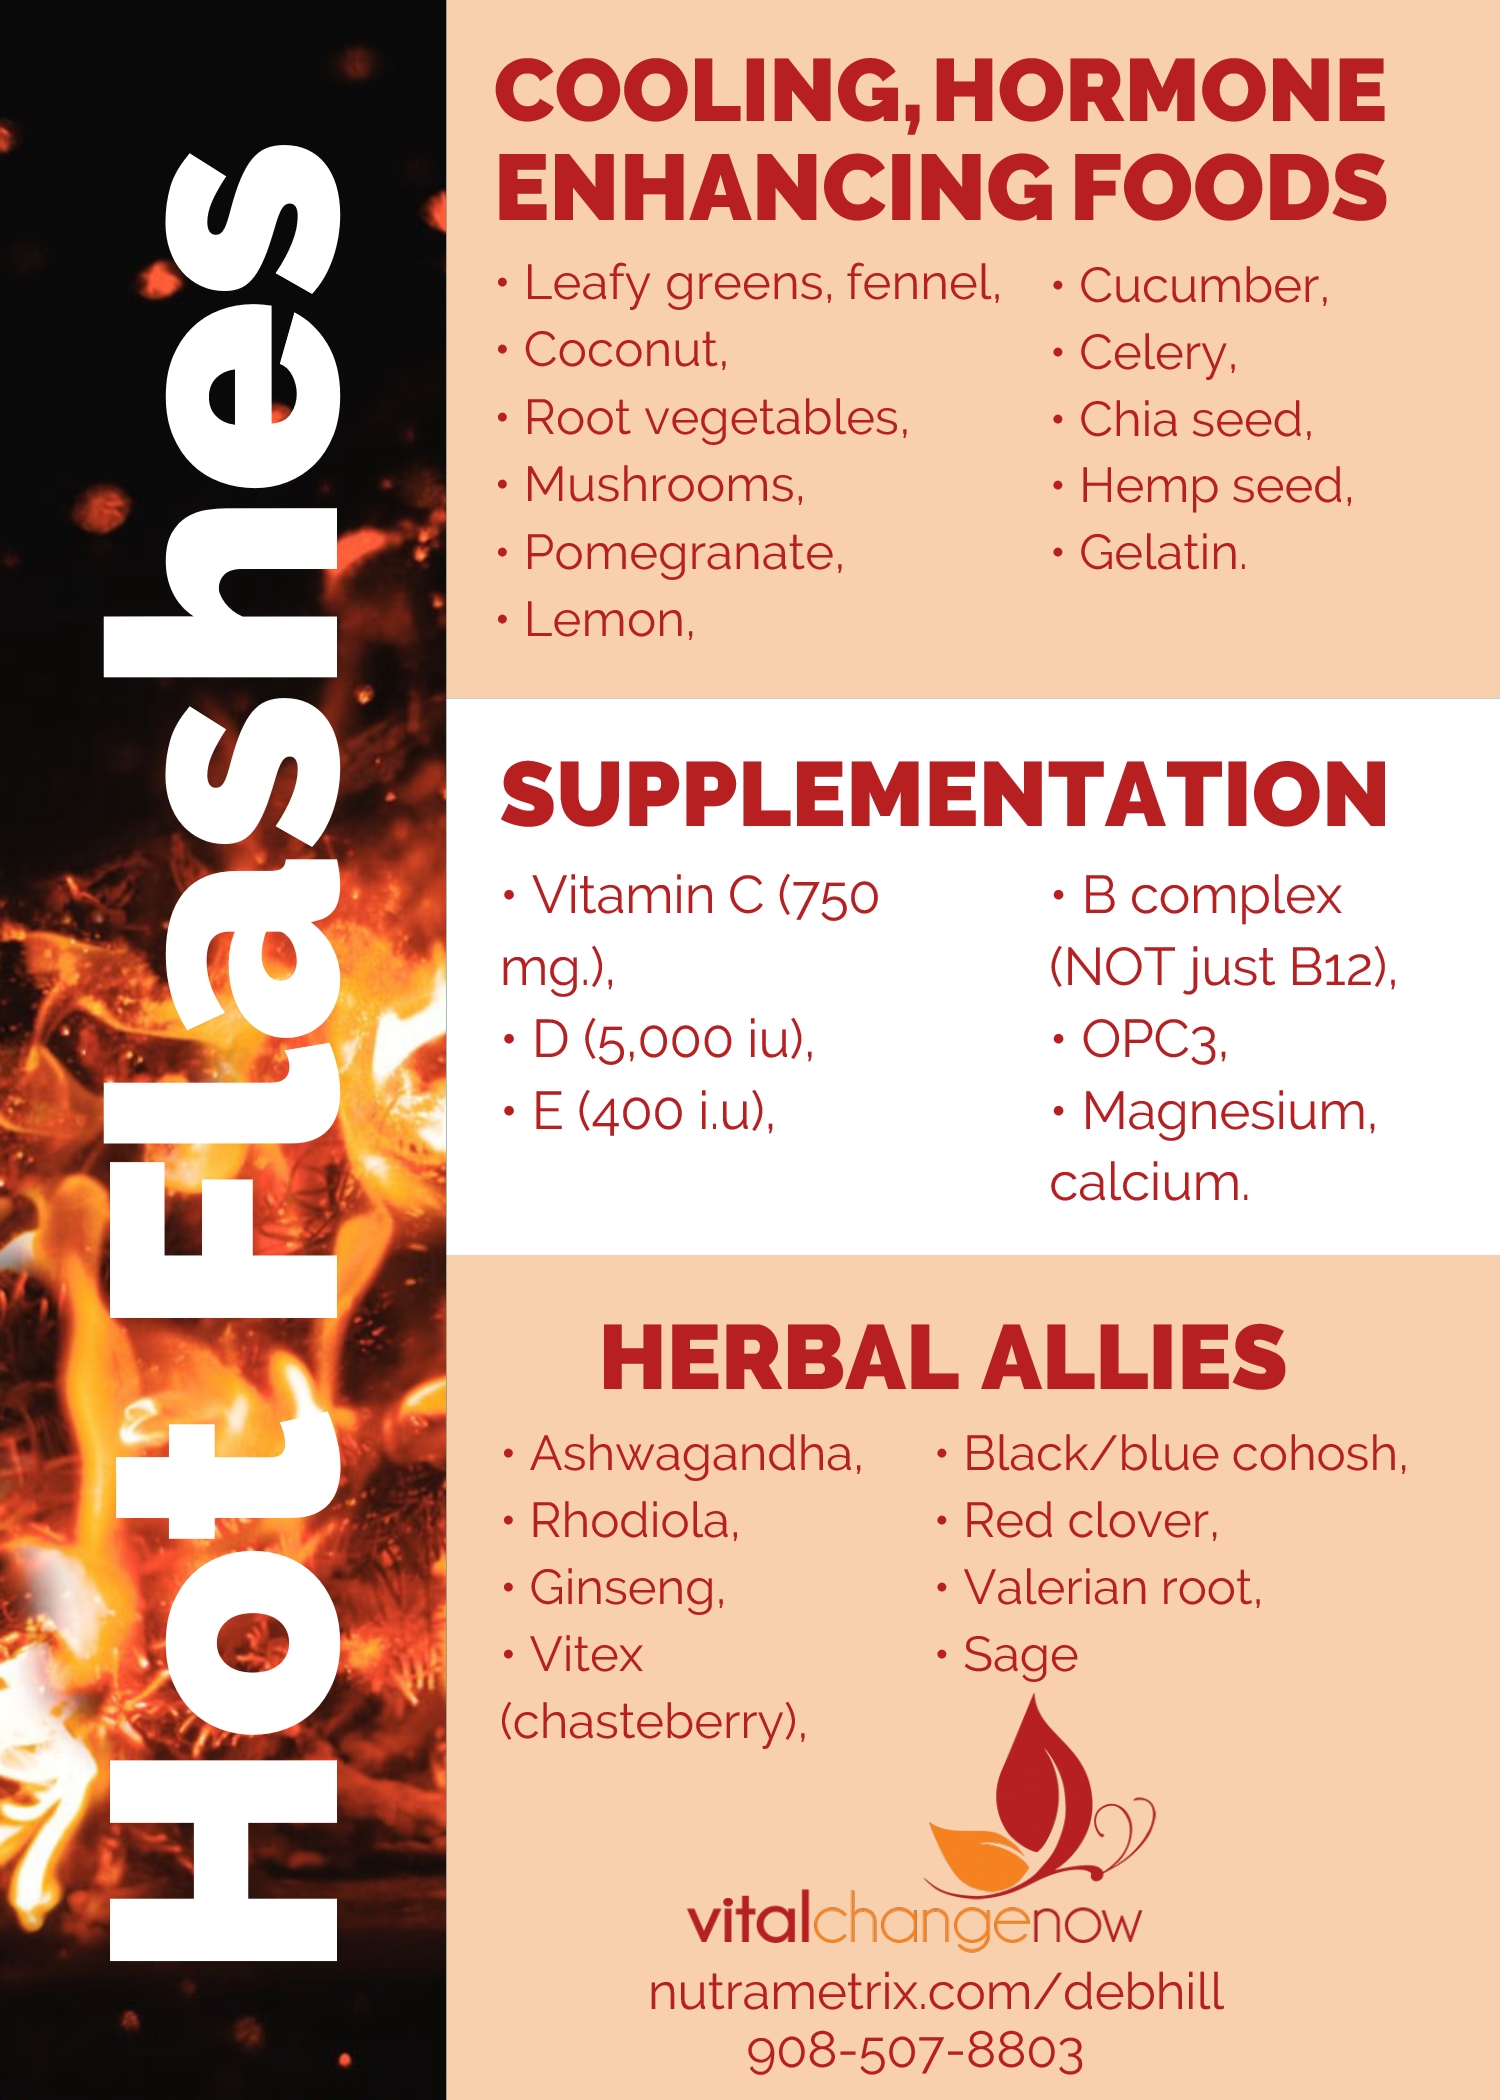 Hot Flashes
COOLING, HORMONE
ENHANCING FOODS
• Leafy greens, fennel,
• Coconut,
• Root vegetables,
• Mushrooms,
• Pomegranate,
• Lemon,
• Cucumber,
• Celery,
• Chia seed,
• Hemp seed,
• Gelatin.
SUPPLEMENTATION
• Vitamin C (750
mg.),
• D (5,000 iu),
• E (400 i.u),
• B complex
(NOT just B12),
• OPC3,
• Magnesium,
calcium.
HERBAL ALLIES
• Ashwagandha,
• Rhodiola,
• Ginseng,
• Vitex
(chasteberry),
• Black/blue cohosh,
• Red clover,
• Valerian root,
• Sage
vitalchangenow
nutrametrix.com/debhill
908-507-8803